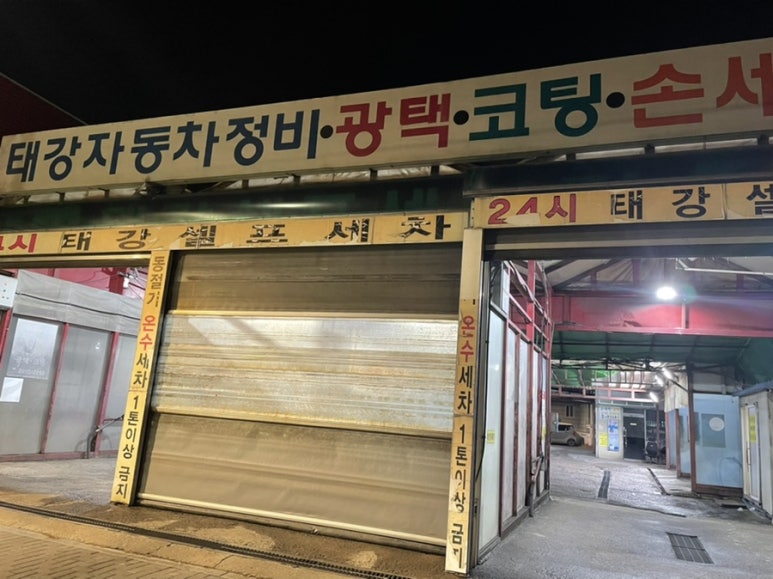 태강자동차정비·광택·코팅·손세
시 태강셀프세차
24시 태강셀
동절기 온수세차 1톤이상 금지
온수세차 1톤이상 금지